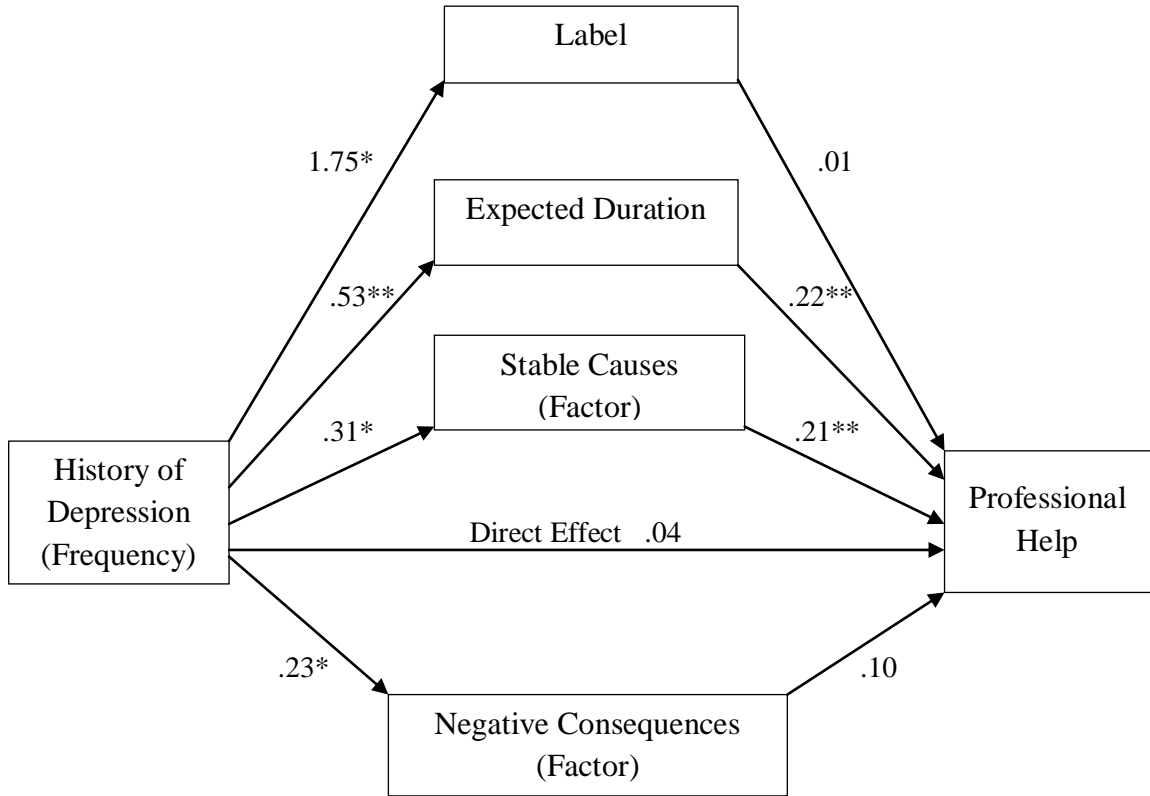 Label
1.75*
.01
Expected Duration
.53**
.22**
Stable Causes
(Factor)
.31*
.21**
History of
Depression
(Frequency)
Direct Effect .04
Professional
Help
.23*
.10
Negative Consequences
(Factor)